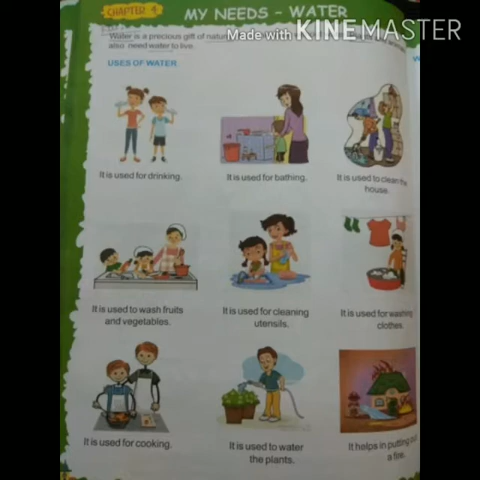 CHAPTER 4
MY NEEDS - WATER
Made with KINEMASTER
Water is a precious gift of natur
also need water to live.
USES OF WATER
It is used for drinking.
It is used for bathing.
It is used to clean the
house.
It is used to wash fruits
and vegetables.
It is used for cleaning
utensils.
It is used for washing
clothes.
It is used for cooking.
It is used to water
the plants.
It helps in putting out
a fire.